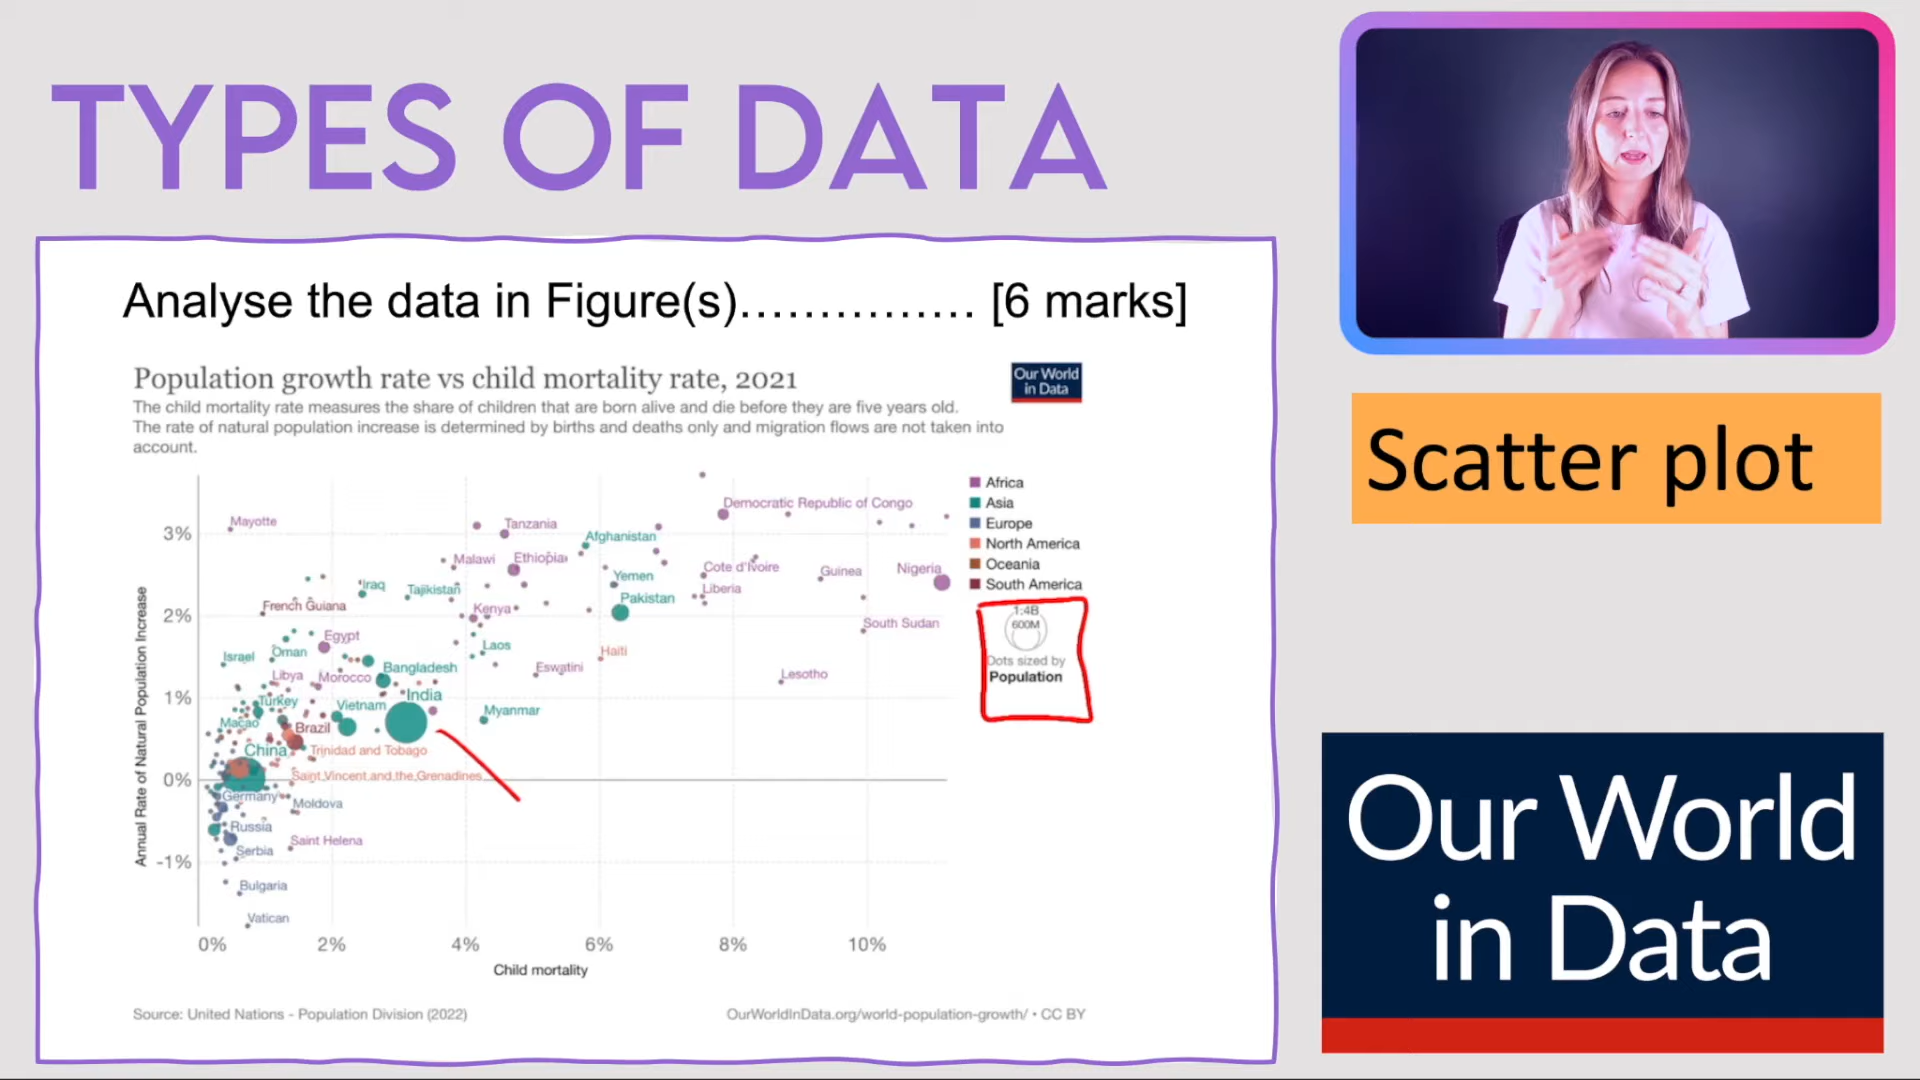 TYPES OF DATA
Analyse the data in Figure(s)............... [6 marks]
Population growth rate vs child mortality rate, 2021
Our World
in Data
The child mortality rate measures the share of children that are born alive and die before they are five years old.
The rate of natural population increase is determined by births and deaths only and migration flows are not taken into
account.
Annual Rate of Natural Population Increase
3%
2%
1%
0%
-1%
Mayotte
Tanzania
Democratic Republic of Congo
Afghanistan
Malawi
Ethiopia
Cote d'Ivoire
Guinea
Nigeria
Iraq
Tajikistan
Yemen
Liberia
Pakistan
French Guiana
Kenya
South Sudan
Egypt
Israel
Oman
Laos
Haiti
Libya
Morocco
Bangladesh
Eswatini
Lesotho
India
Turkey
Vietnam
Myanmar
Macao
Brazil
China
Trinidad and Tobago
Saint Vincent and the Grenadines
Germany
Moldova
Russia
Saint Helena
Serbia
Bulgaria
Vatican
0%
2%
4%
6%
8%
10%
Child mortality
Africa
Asia
Europe
North America
Oceania
South America
1:4B
600M
Dots sized by
Population
Source: United Nations - Population Division (2022)
OurWorldInData.org/world-population-growth/ • CC BY
Scatter plot
Our World
in Data